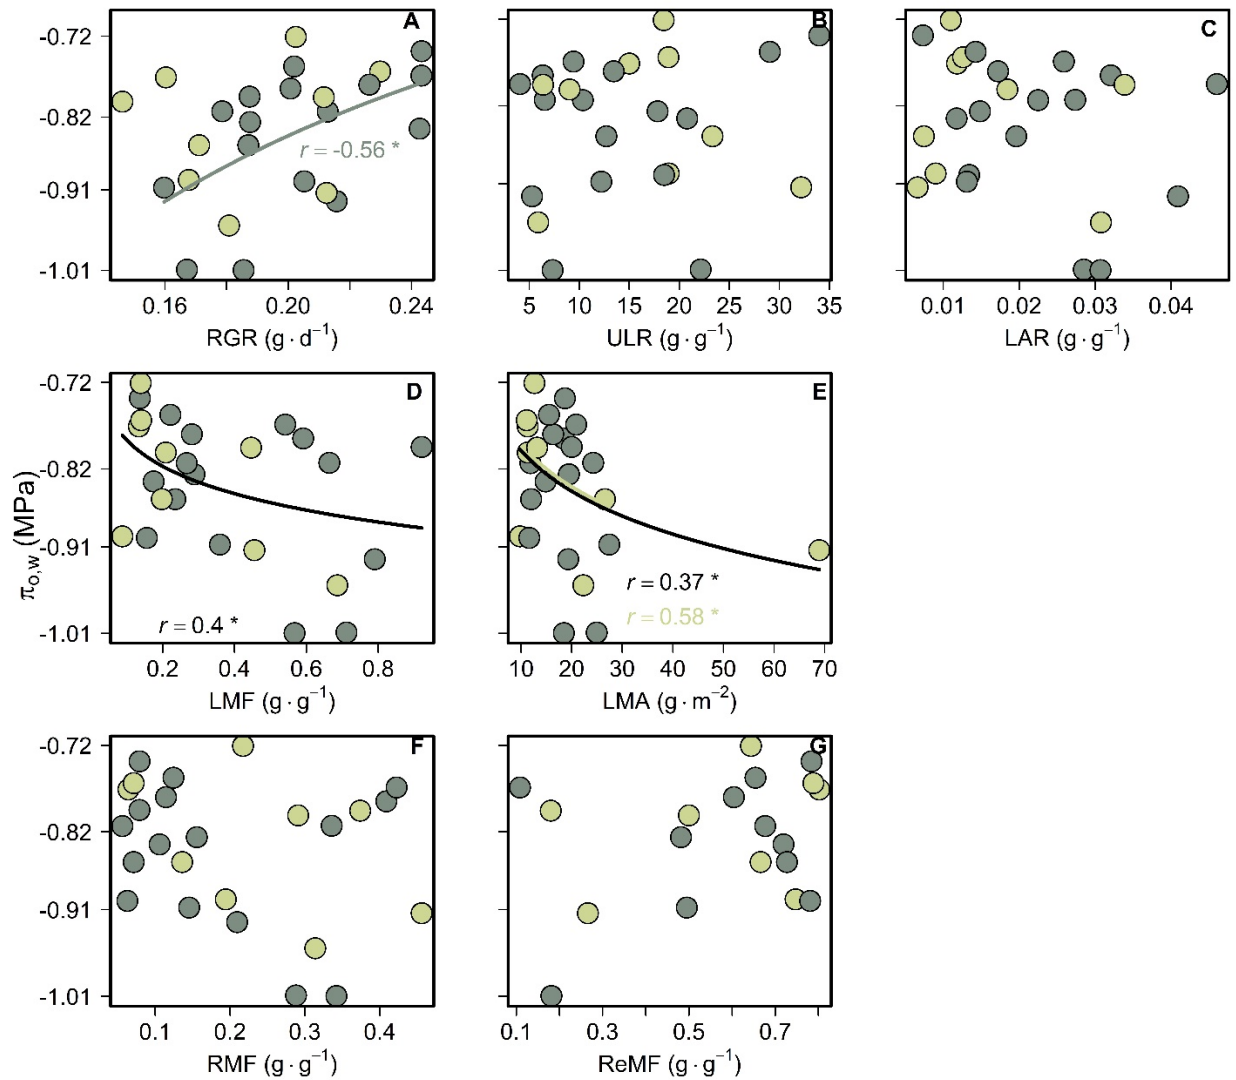 A
B
C
-0.72
-0.82
-0.91
-1.01
r = -0.56 *
0.16
0.20
0.24
RGR (g · d⁻¹)
5
10
15
20
25
30
35
ULR (g · g⁻¹)
0.01
0.02
0.03
0.04
LAR (g · g⁻¹)
πo,w (MPa)
D
E
-0.72
-0.82
-0.91
-1.01
r = 0.4 *
r = 0.37 *
r = 0.58 *
0.2
0.4
0.6
0.8
LMF (g · g⁻¹)
10
20
30
40
50
60
70
LMA (g · m⁻²)
F
G
-0.72
-0.82
-0.91
-1.01
0.1
0.2
0.3
0.4
RMF (g · g⁻¹)
0.1
0.3
0.5
0.7
ReMF (g · g⁻¹)